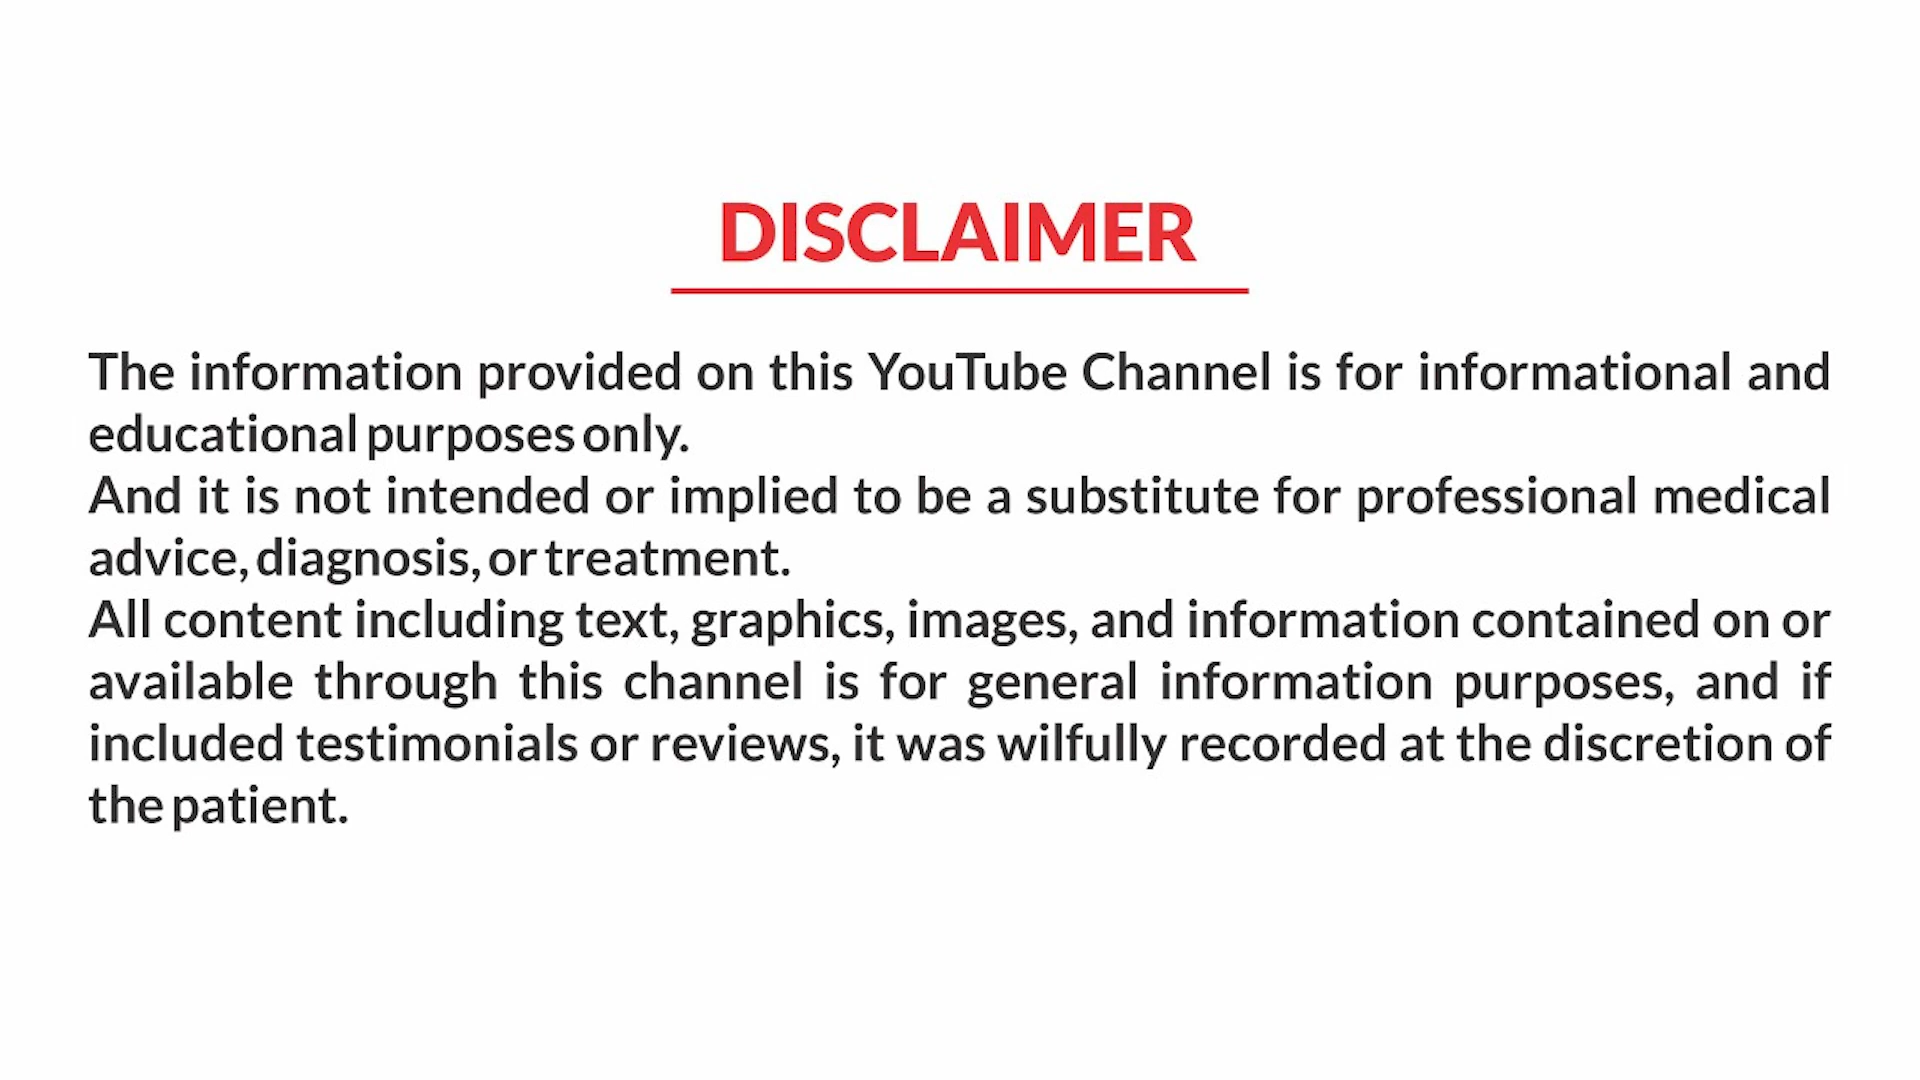 DISCLAIMER
The information provided on this YouTube Channel is for informational and
educational purposes only.
And it is not intended or implied to be a substitute for professional medical
advice, diagnosis, or treatment.
All content including text, graphics, images, and information contained on or
available through this channel is for general information purposes, and if
included testimonials or reviews, it was wilfully recorded at the discretion of
the patient.